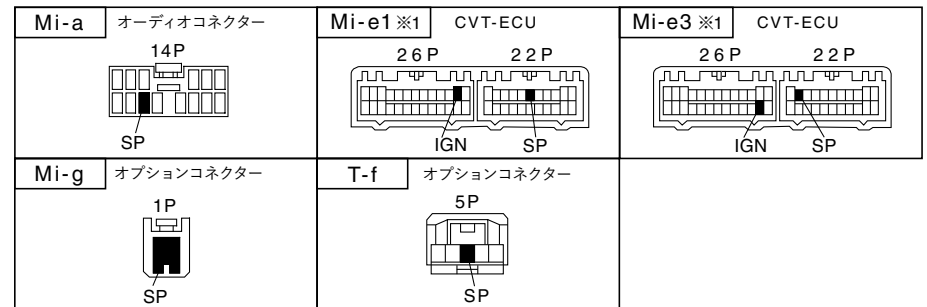 Mi-a オーディオコネクター
14P
SP
Mi-e1 ※1 CVT-ECU
26P 22P
IGN SP
Mi-e3 ※1 CVT-ECU
26P 22P
IGN SP
Mi-g オプションコネクター
1P
SP
T-f オプションコネクター
5P
SP